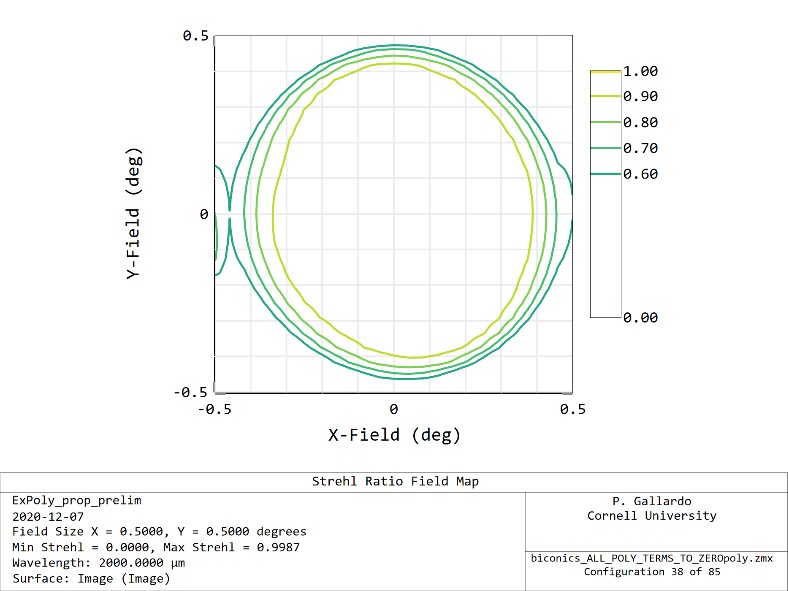 0.5
0
-0.5
-0.5
0
0.5
Y-Field (deg)
X-Field (deg)
1.00
0.90
0.80
0.70
0.60
0.00
Strehl Ratio Field Map
ExPoly_prop_prelim
2020-12-07
Field Size X = 0.5000, Y = 0.5000 degrees
Min Strehl = 0.0000, Max Strehl = 0.9987
Wavelength: 2000.0000 µm
Surface: Image (Image)
P. Gallardo
Cornell University
biconics_ALL_POLY_TERMS_TO_ZEROpoly.zmx
Configuration 38 of 85